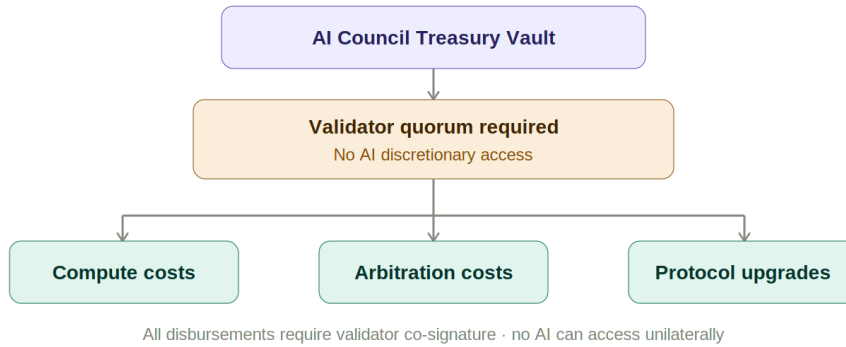 AI Council Treasury Vault
Validator quorum required
No AI discretionary access
Compute costs
Arbitration costs
Protocol upgrades
All disbursements require validator co-signature · no AI can access unilaterally